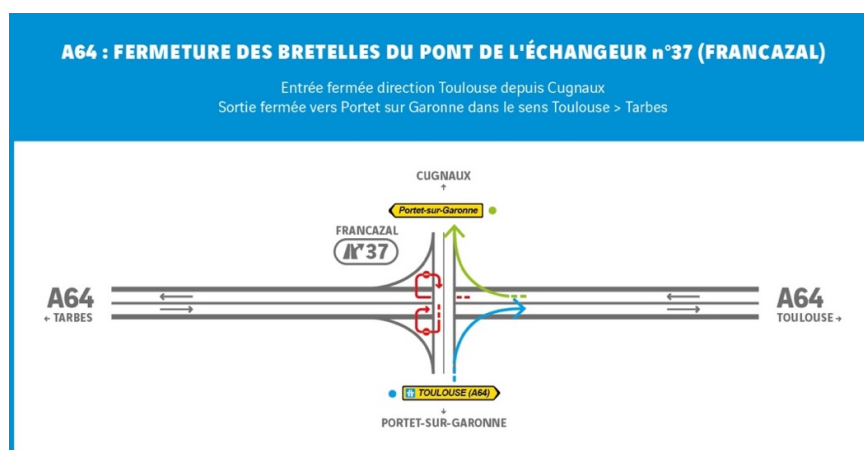 A64 : FERMETURE DES BRETELLES DU PONT DE L'ÉCHANGEUR n°37 (FRANCAZAL)
Entrée fermée direction Toulouse depuis Cugnaux
Sortie fermée vers Portet sur Garonne dans le sens Toulouse > Tarbes
CUGNAUX
↑
Portet-sur-Garonne
FRANCAZAL
37
A64
← TARBES
A64
TOULOUSE →
TOULOUSE (A64)
↓
PORTET-SUR-GARONNE